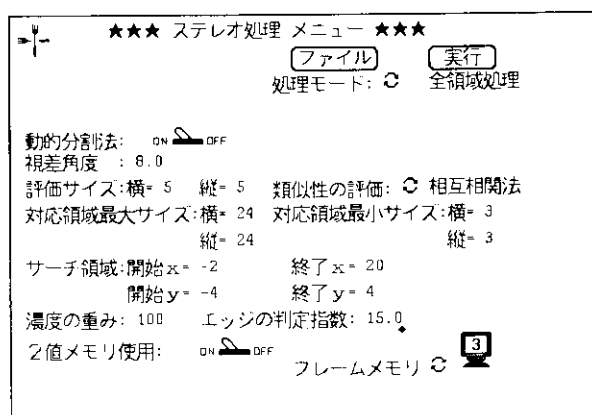 ★★★ ステレオ処理 メニュー ★★★
ファイル 実行
処理モード: 全領域処理
動的分割法: ON OFF
視差角度 : 8.0
評価サイズ:横= 5 縦= 5 類似性の評価: 相互相関法
対応領域最大サイズ:横= 24 対応領域最小サイズ:横= 3
縦= 24 縦= 3
サーチ領域:開始x= -2 終了x= 20
開始y= -4 終了y= 4
濃度の重み: 100 エッジの判定指数: 15.0
2値メモリ使用: ON OFF
フレームメモリ 3